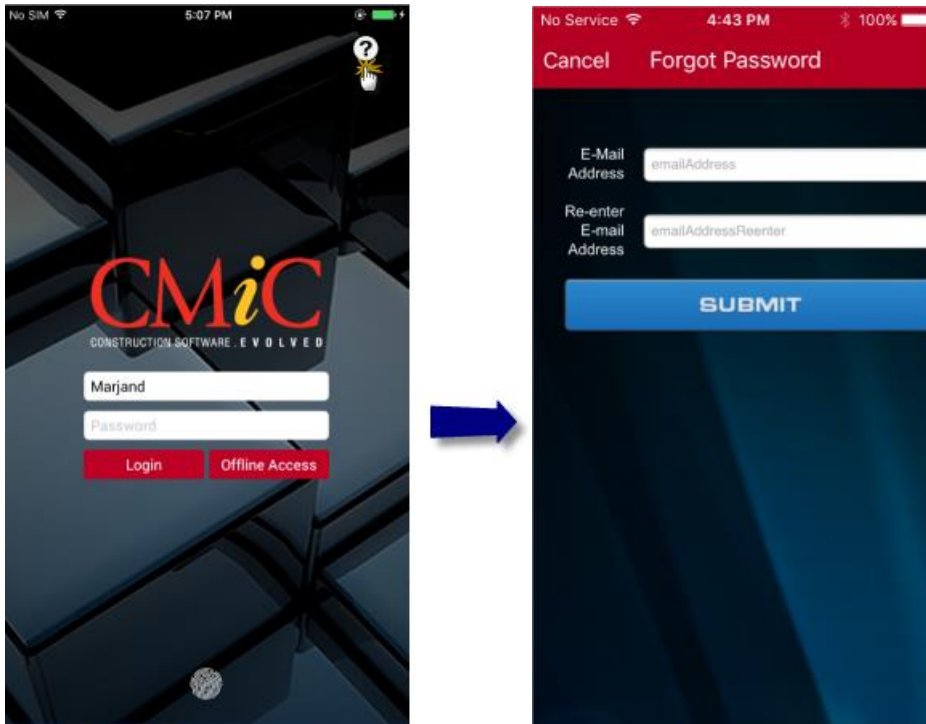 No SIM 5:07 PM
?
CMiC
CONSTRUCTION SOFTWARE . EVOLVED
Marjand
Password
Login Offline Access
No Service 4:43 PM 100%
Cancel Forgot Password
E-Mail
Address
emailAddress
Re-enter
E-mail
Address
emailAddressReenter
SUBMIT